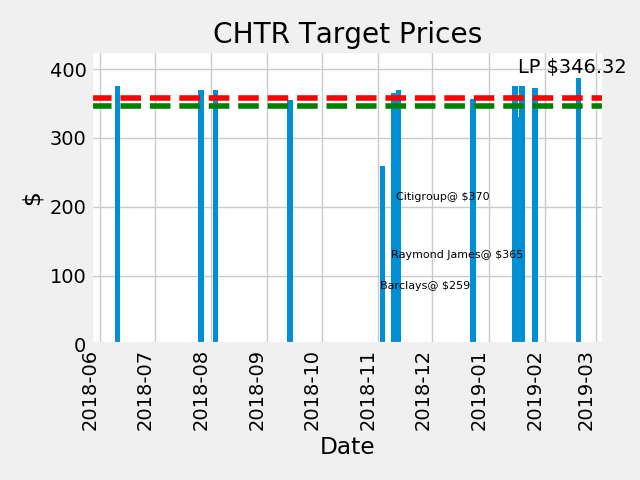 CHTR Target Prices
LP $346.32
400
300
200
100
0
$
Citigroup@ $370
Raymond James@ $365
Barclays@ $259
2018-06
2018-07
2018-08
2018-09
2018-10
2018-11
2018-12
2019-01
2019-02
2019-03
Date